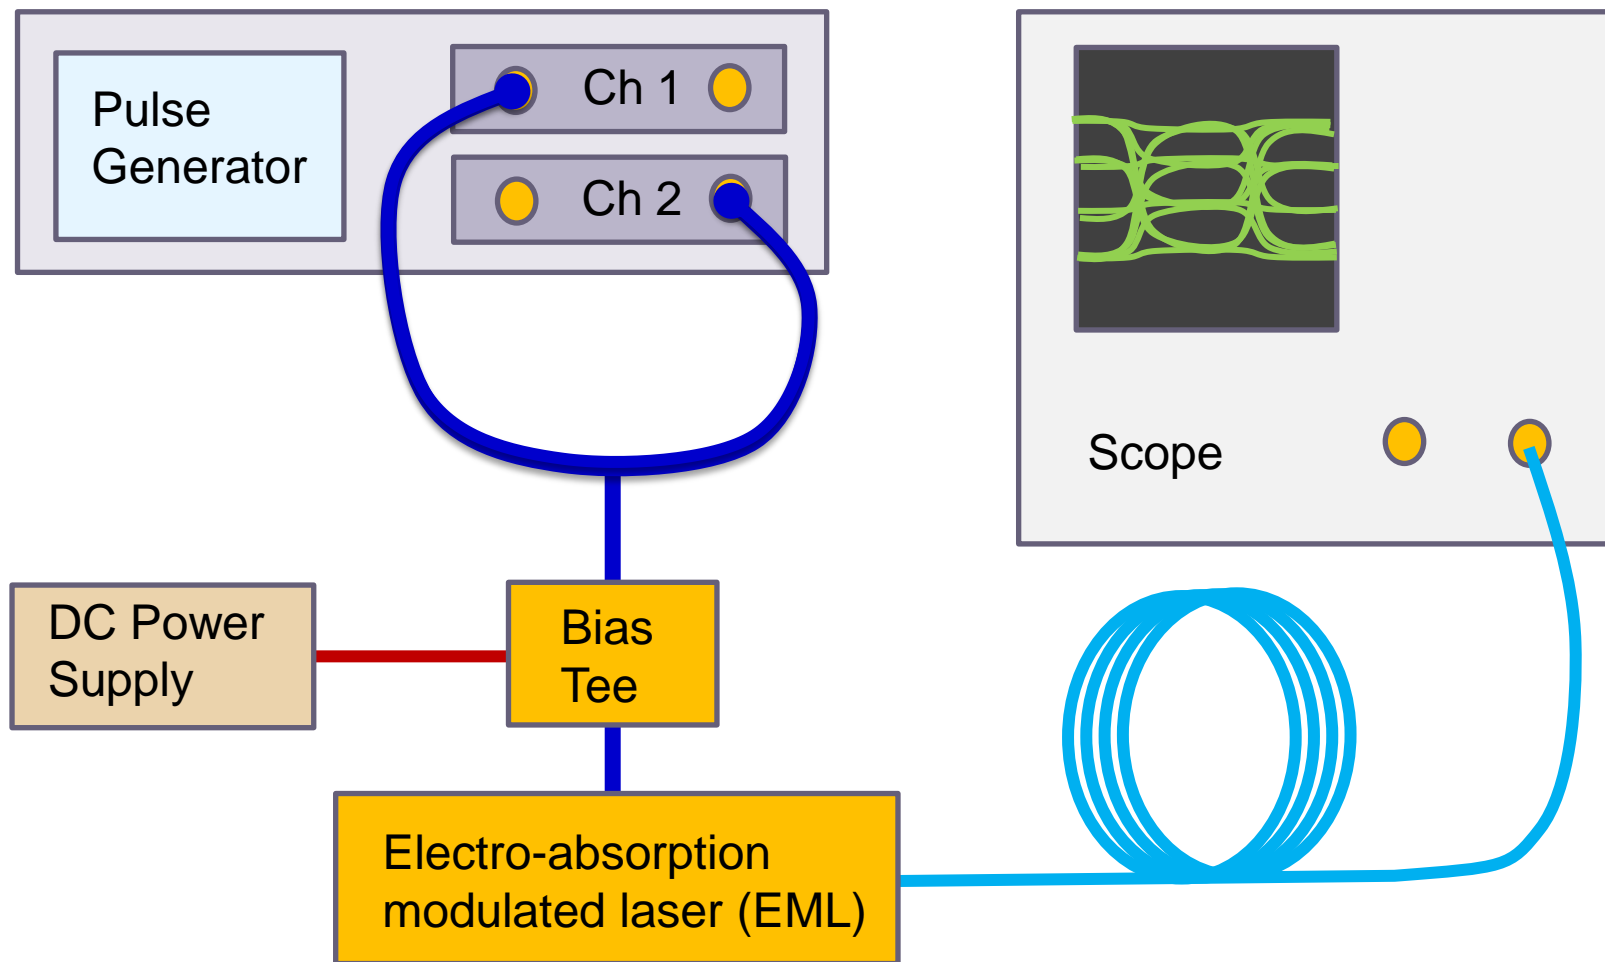 Pulse
Generator
Ch 1
Ch 2
Scope
DC Power
Supply
Bias
Tee
Electro-absorption
modulated laser (EML)